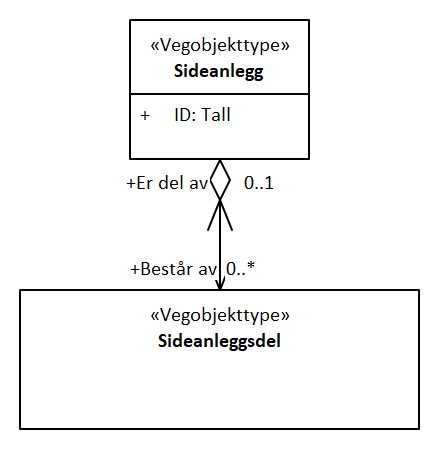 «Vegobjekttype»
Sideanlegg
+ ID: Tall
+Er del av 0..1
+Består av 0..*
«Vegobjekttype»
Sideanleggsdel